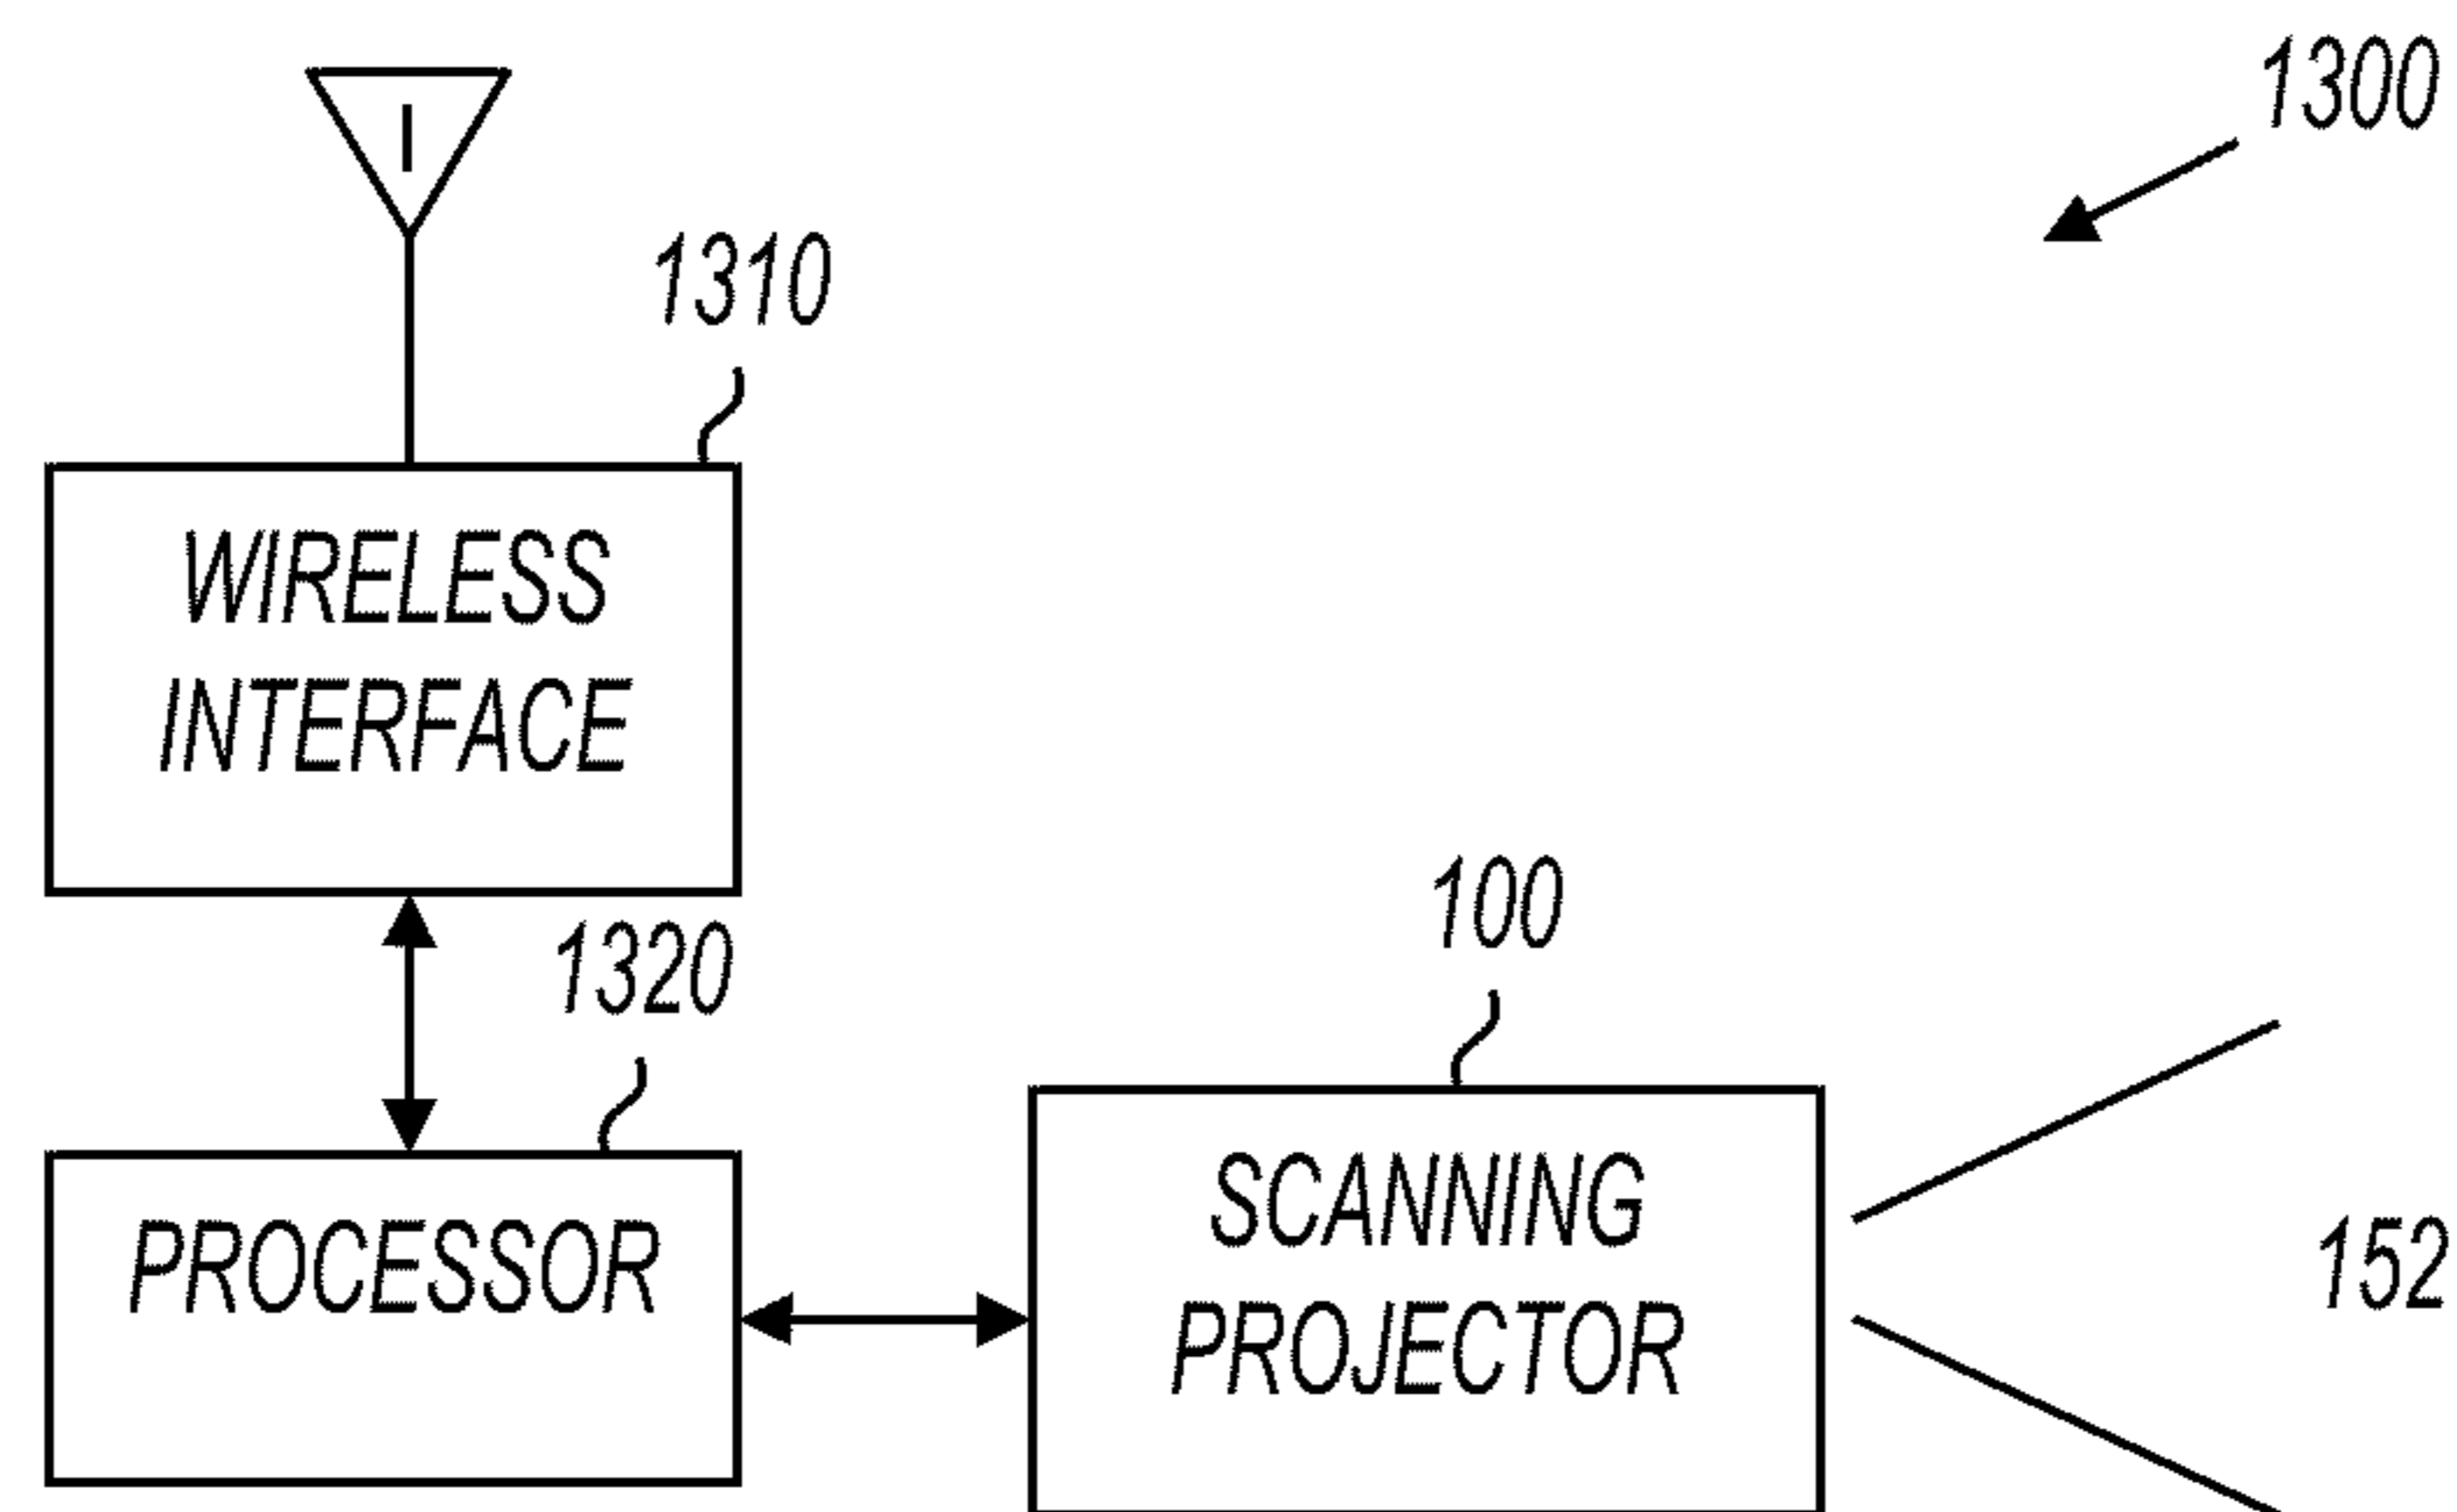 1300
I
1310
WIRELESS
INTERFACE
1320
100
PROCESSOR
SCANNING
PROJECTOR
152